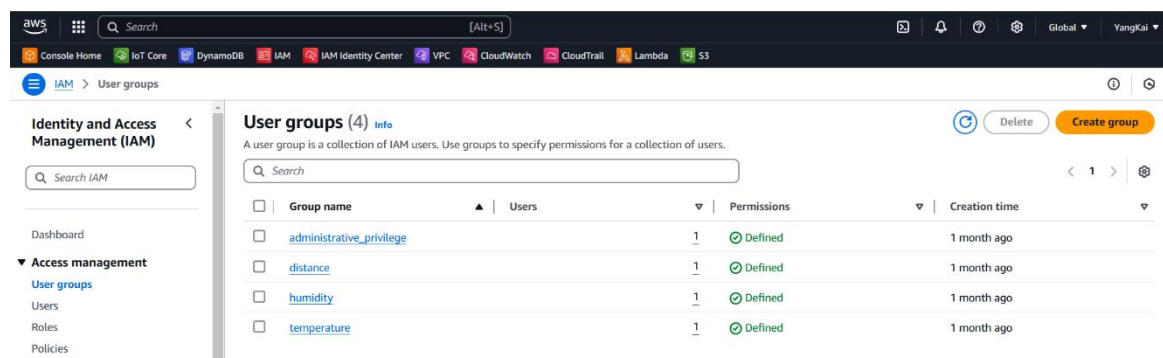 aws Search [Alt+S] Global YangKai
Console Home IoT Core DynamoDB IAM IAM Identity Center VPC CloudWatch CloudTrail Lambda S3
IAM > User groups
Identity and Access Management (IAM)
Search IAM
Dashboard
Access management
User groups
Users
Roles
Policies
User groups (4) Info
Delete
Create group
A user group is a collection of IAM users. Use groups to specify permissions for a collection of users.
Search
< 1 >
Group name Users Permissions Creation time
administrative_privilege 1 Defined 1 month ago
distance 1 Defined 1 month ago
humidity 1 Defined 1 month ago
temperature 1 Defined 1 month ago